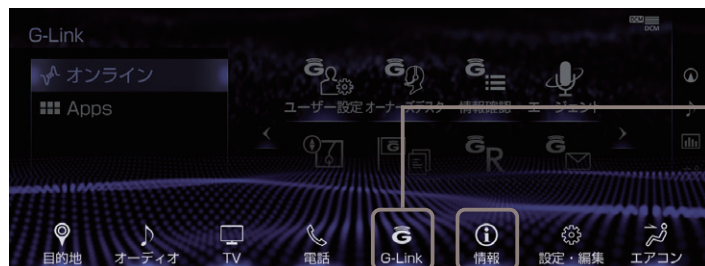 G-Link
DCM
DCM
オンライン
Apps
ユーザー設定 オーナーズデスク 情報確認 エージェント
G R
目的地 オーディオ TV 電話 G-Link 情報 設定・編集 エアコン